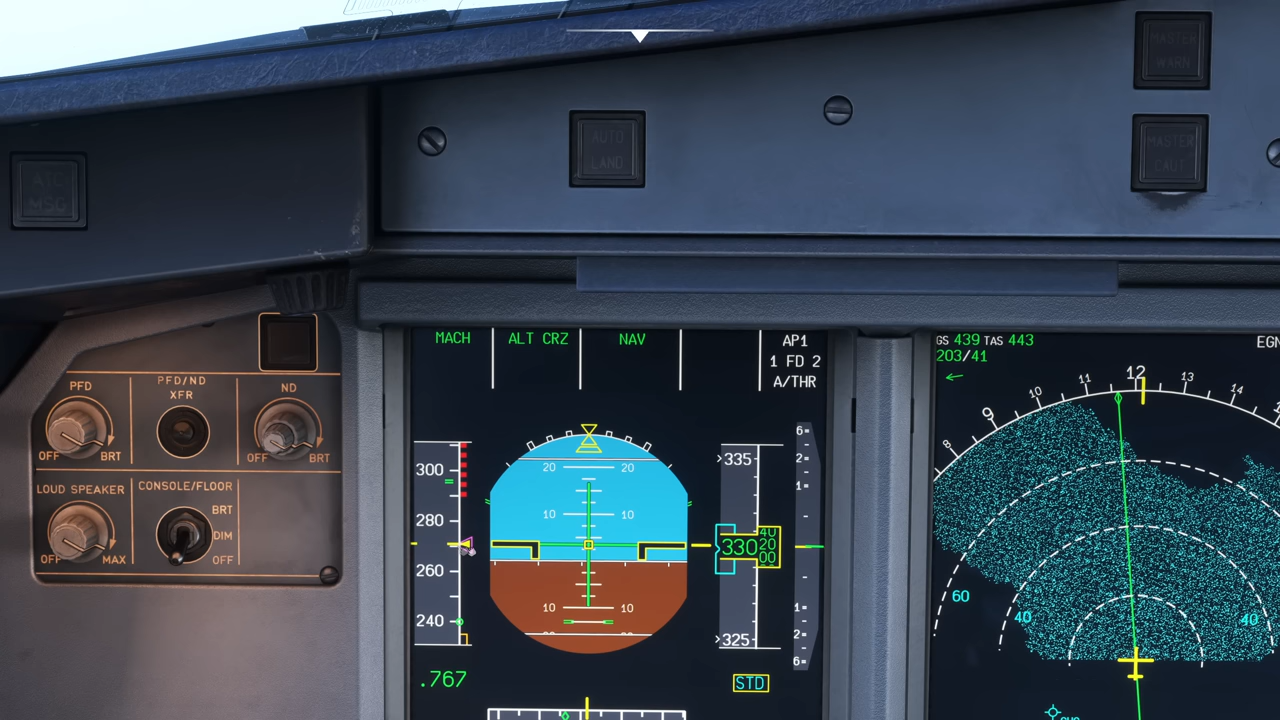 MASTER
WARN
AUTO
LAND
MASTER
CAUT
ATC
MSG
PFD
PFD/ND
XFR
ND
OFF
BRT
OFF
BRT
LOUD SPEAKER
CONSOLE/FLOOR
BRT
DIM
OFF
OFF
MAX
MACH
ALT CRZ
NAV
AP1
1 FD 2
A/THR
300
280
260
240
.767
20
20
10
10
10
10
335
330
40
20
00
325
STD
6
2
1
1
2
6
GS 439 TAS 443
203/41
8
9
10
11
12
13
14
60
40
40